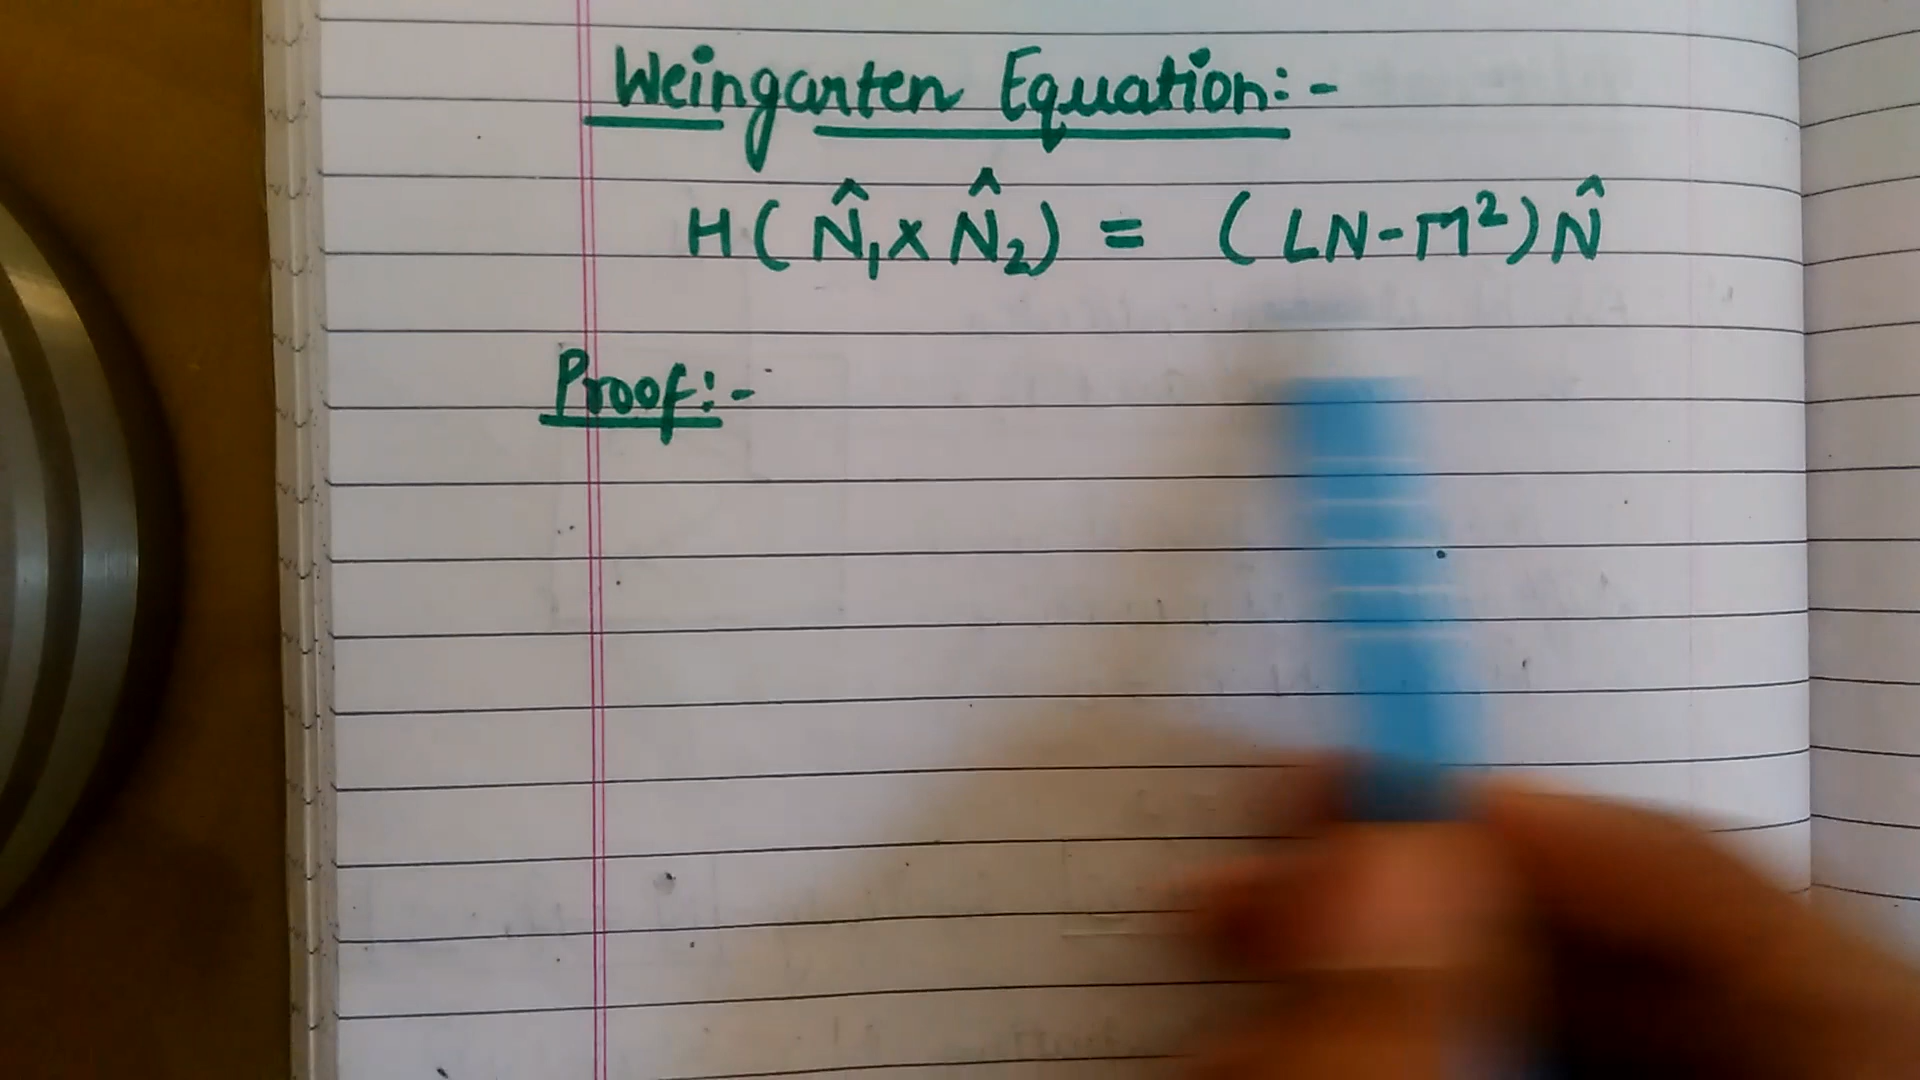 Weingarten Equation:-
H(N̂₁×N̂₂) = (LN-M²)N̂
Proof:-